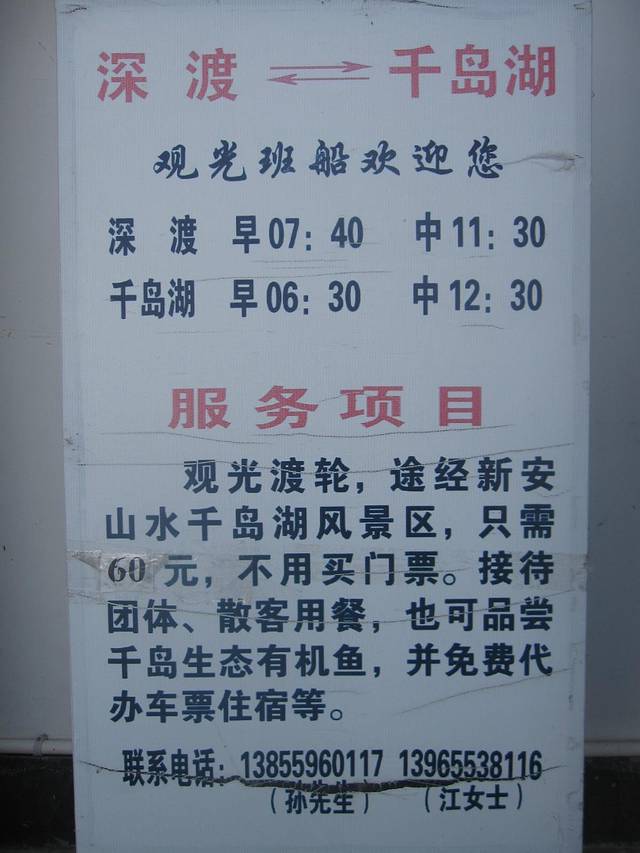 深渡 ⇌ 千岛湖
观光班船欢迎您
深渡 早07：40 中11：30
千岛湖 早06：30 中12：30
服务项目
观光渡轮，途经新安
山水千岛湖风景区，只需
60元，不用买门票。接待
团体、散客用餐，也可品尝
千岛生态有机鱼，并免费代
办车票住宿等。
联系电话：13855960117 13965538116
（孙先生） （江女士）